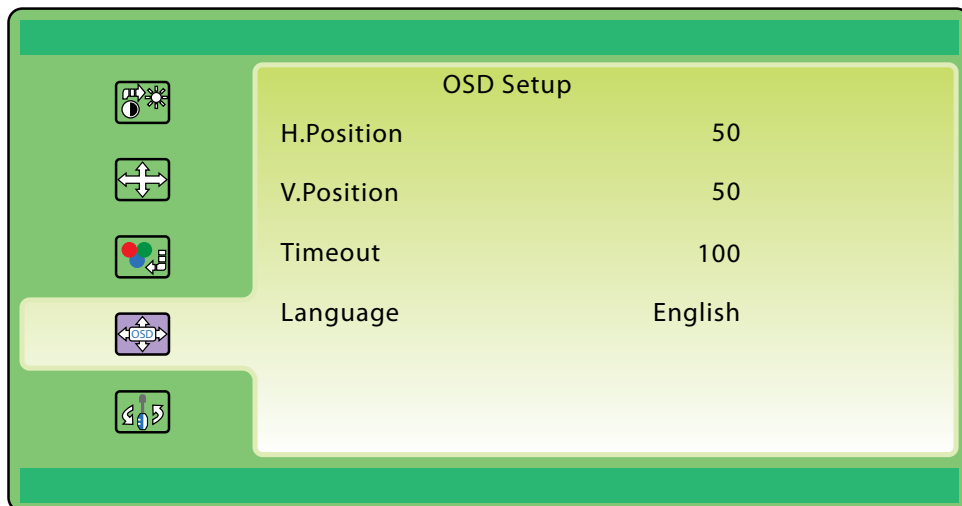 OSD Setup
H.Position 50
V.Position 50
Timeout 100
Language English
OSD